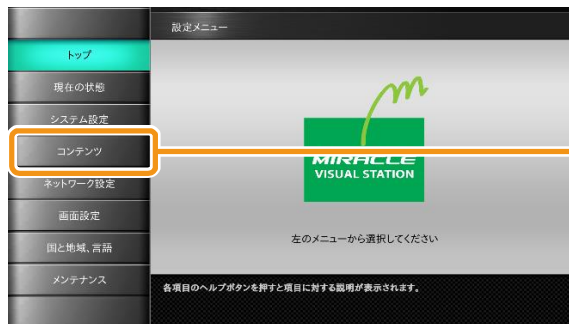 設定メニュー
トップ
現在の状態
システム設定
コンテンツ
ネットワーク設定
画面設定
国と地域、言語
メンテナンス
m
MIRACLE
VISUAL STATION
左のメニューから選択してください
各項目のヘルプボタンを押すと項目に対する説明が表示されます。